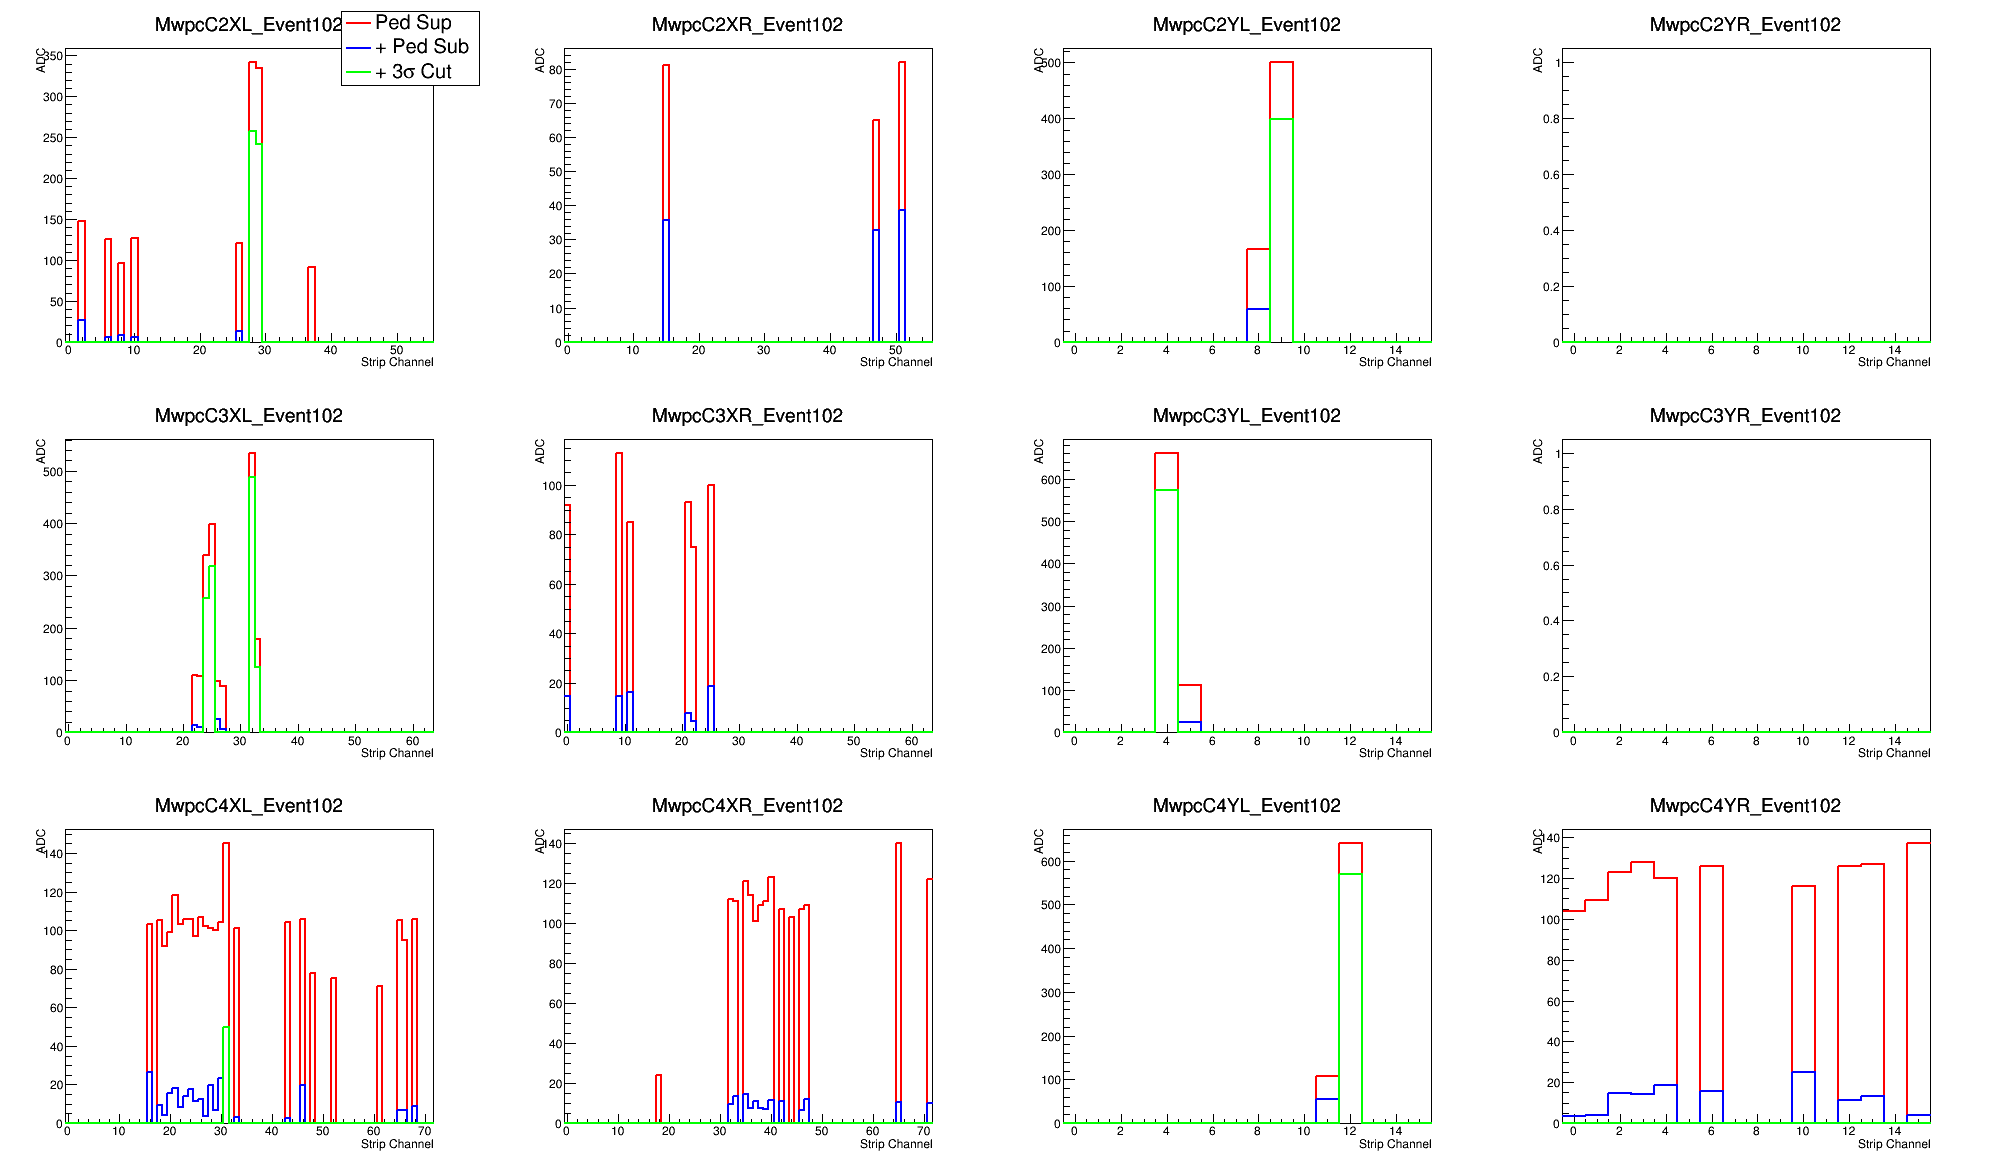 MwpcC2XL_Event102
Ped Sup
+ Ped Sub
+ 3σ Cut
ADC
350
300
250
200
150
100
50
0
0 10 20 30 40 50
Strip Channel
MwpcC2XR_Event102
ADC
80
70
60
50
40
30
20
10
0
0 10 20 30 40 50
Strip Channel
MwpcC2YL_Event102
ADC
500
400
300
200
100
0
0 2 4 6 8 10 12 14
Strip Channel
MwpcC2YR_Event102
ADC
1
0.8
0.6
0.4
0.2
0
0 2 4 6 8 10 12 14
Strip Channel
MwpcC3XL_Event102
ADC
500
400
300
200
100
0
0 10 20 30 40 50 60
Strip Channel
MwpcC3XR_Event102
ADC
100
80
60
40
20
0
0 10 20 30 40 50 60
Strip Channel
MwpcC3YL_Event102
ADC
600
500
400
300
200
100
0
0 2 4 6 8 10 12 14
Strip Channel
MwpcC3YR_Event102
ADC
1
0.8
0.6
0.4
0.2
0
0 2 4 6 8 10 12 14
Strip Channel
MwpcC4XL_Event102
ADC
140
120
100
80
60
40
20
0
0 10 20 30 40 50 60 70
Strip Channel
MwpcC4XR_Event102
ADC
140
120
100
80
60
40
20
0
0 10 20 30 40 50 60 70
Strip Channel
MwpcC4YL_Event102
ADC
600
500
400
300
200
100
0
0 2 4 6 8 10 12 14
Strip Channel
MwpcC4YR_Event102
ADC
140
120
100
80
60
40
20
0
0 2 4 6 8 10 12 14
Strip Channel